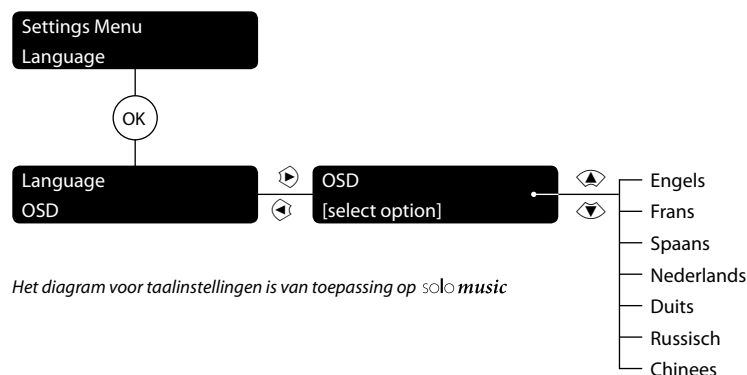 Settings Menu
Language
OK
Language
OSD
OSD
[select option]
Engels
Frans
Spaans
Nederlands
Duits
Russisch
Chinees
Het diagram voor taalinstellingen is van toepassing op solo music